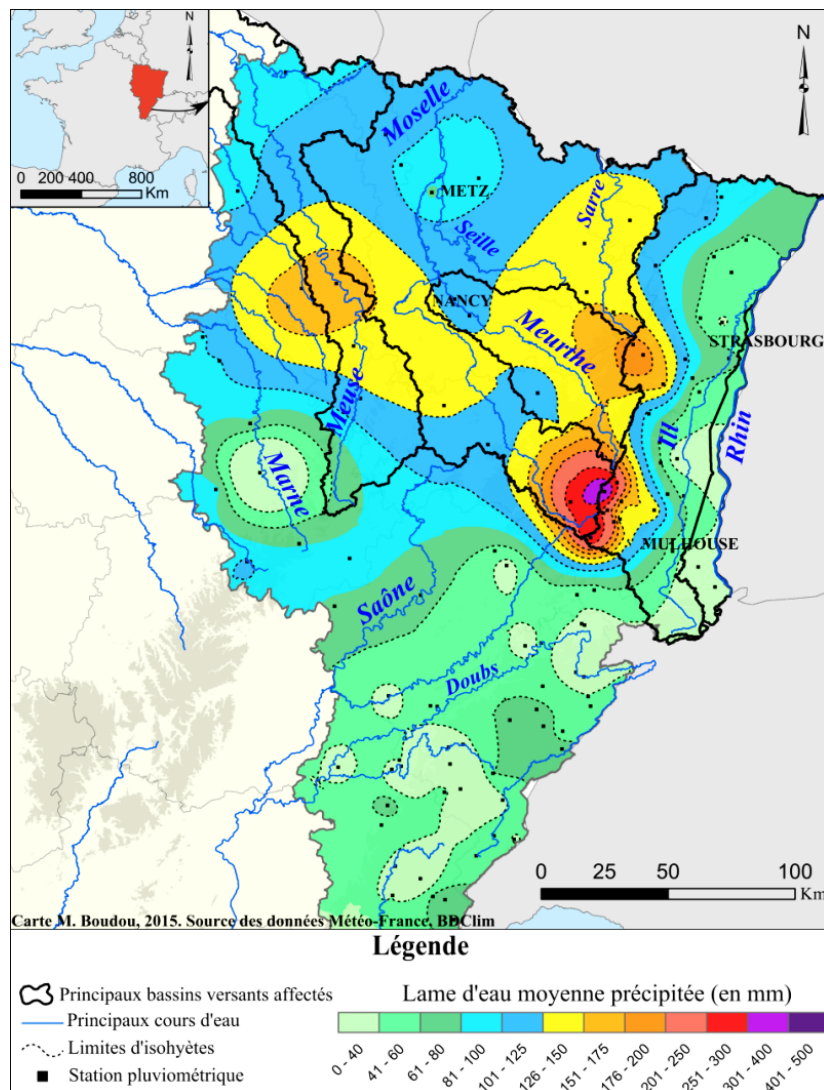 N
0 200 400 800
Km
N
Moselle
METZ
Sarre
Seille
NANCY
STRASBOURG
Meurthe
Meuse
Ill
Rhin
Marne
MULHOUSE
Saône
Doubs
0 25 50 100
Km
Carte M. Boudou, 2015. Source des données Météo-France, BDClim
Légende
Principaux bassins versants affectés
Principaux cours d'eau
Limites d'isohyètes
Station pluviométrique
Lame d'eau moyenne précipitée (en mm)
0-40
41-60
61-80
81-100
101-125
126-150
151-175
176-200
201-250
251-300
301-400
401-500